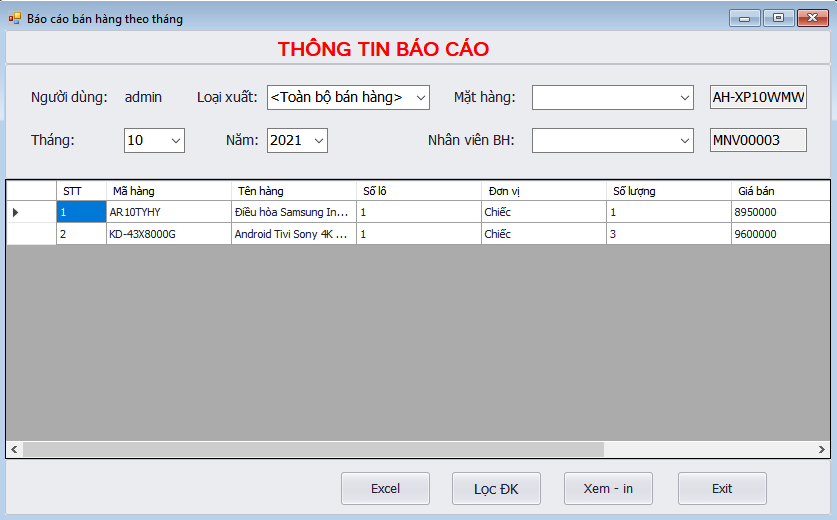 Báo cáo bán hàng theo tháng
THÔNG TIN BÁO CÁO
Người dùng: admin Loại xuất: <Toàn bộ bán hàng> Mặt hàng: AH-XP10WMW
Tháng: 10 Năm: 2021 Nhân viên BH: MNV00003
STT Mã hàng Tên hàng Số lô Đơn vị Số lượng Giá bán
1 AR10TYHY Điều hòa Samsung In... 1 Chiếc 1 8950000
2 KD-43X8000G Android Tivi Sony 4K ... 1 Chiếc 3 9600000
Excel Lọc ĐK Xem - in Exit